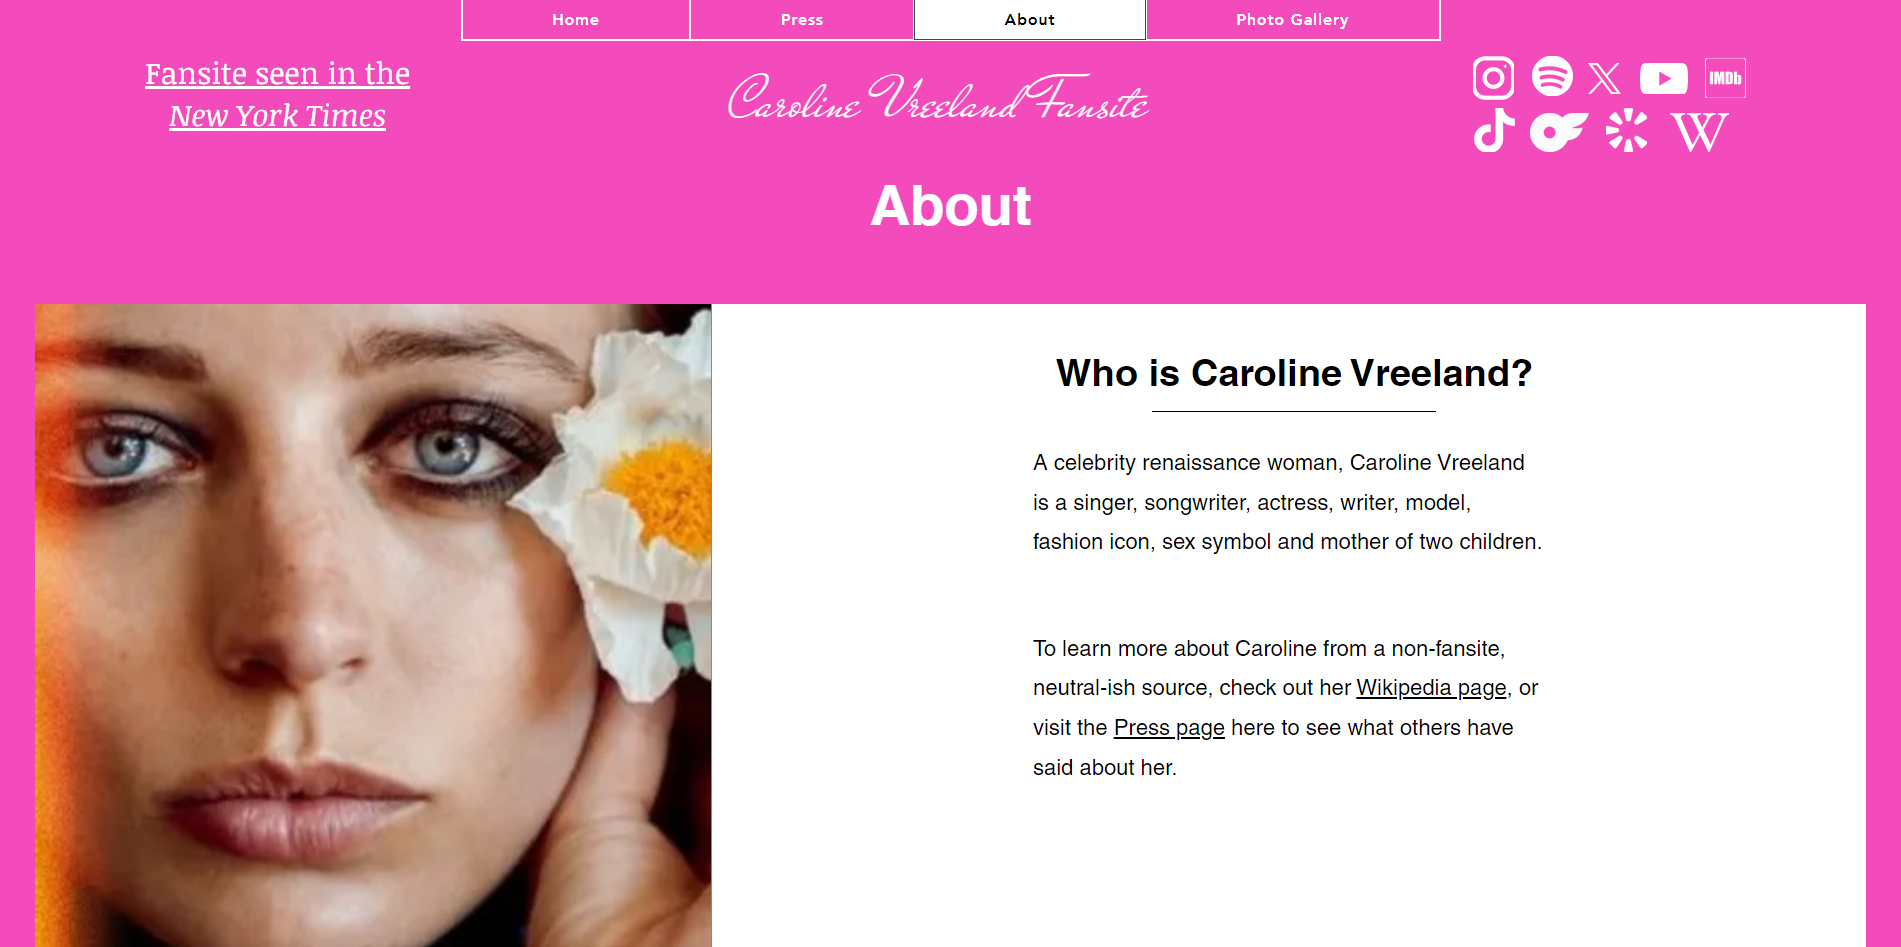 Home
Press
About
Photo Gallery
Fansite seen in the
New York Times
Caroline Vreeland Fansite
IMDb
W
About
Who is Caroline Vreeland?
A celebrity renaissance woman, Caroline Vreeland
is a singer, songwriter, actress, writer, model,
fashion icon, sex symbol and mother of two children.
To learn more about Caroline from a non-fansite,
neutral-ish source, check out her Wikipedia page, or
visit the Press page here to see what others have
said about her.